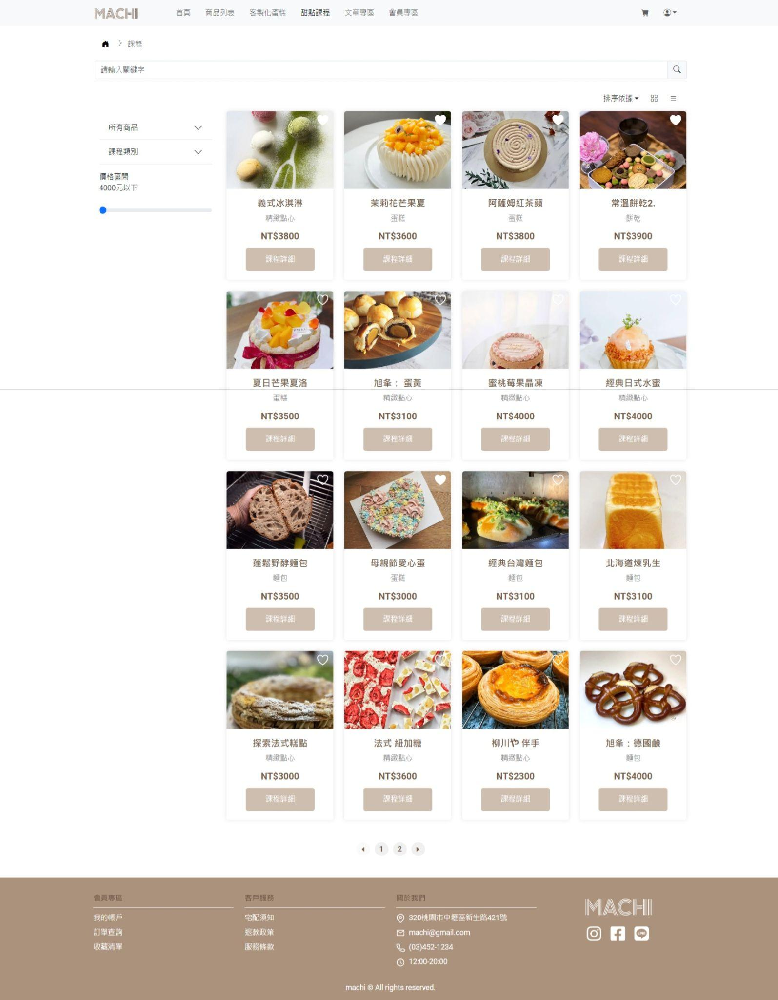 MACHI
首頁
商品列表
客製化蛋糕
甜點課程
文章專區
會員專區
課程
請輸入關鍵字
排序依據
所有商品
課程類別
價格區間
4000元以下
義式冰淇淋
精緻點心
NT$3800
課程詳細
茉莉花芒果夏
蛋糕
NT$3600
課程詳細
阿薩姆紅茶蘋
蛋糕
NT$3800
課程詳細
常溫餅乾2.
餅乾
NT$3900
課程詳細
夏日芒果夏洛
蛋糕
NT$3500
課程詳細
旭夆： 蛋黃
精緻點心
NT$3100
課程詳細
蜜桃莓果晶凍
精緻點心
NT$4000
課程詳細
經典日式水蜜
精緻點心
NT$4000
課程詳細
蓬鬆野酵麵包
麵包
NT$3500
課程詳細
母親節愛心蛋
蛋糕
NT$3000
課程詳細
經典台灣麵包
麵包
NT$3100
課程詳細
北海道煉乳生
麵包
NT$3100
課程詳細
探索法式糕點
精緻點心
NT$3000
課程詳細
法式 紐加糖
精緻點心
NT$3600
課程詳細
柳川や 伴手
精緻點心
NT$2300
課程詳細
旭夆：德國鹼
麵包
NT$4000
課程詳細
1
2
會員專區
我的帳戶
訂單查詢
收藏清單
客戶服務
宅配須知
退款政策
服務條款
關於我們
320桃園市中壢區新生路421號
machi@gmail.com
(03)452-1234
12:00-20:00
MACHI
LINE
machi © All rights reserved.